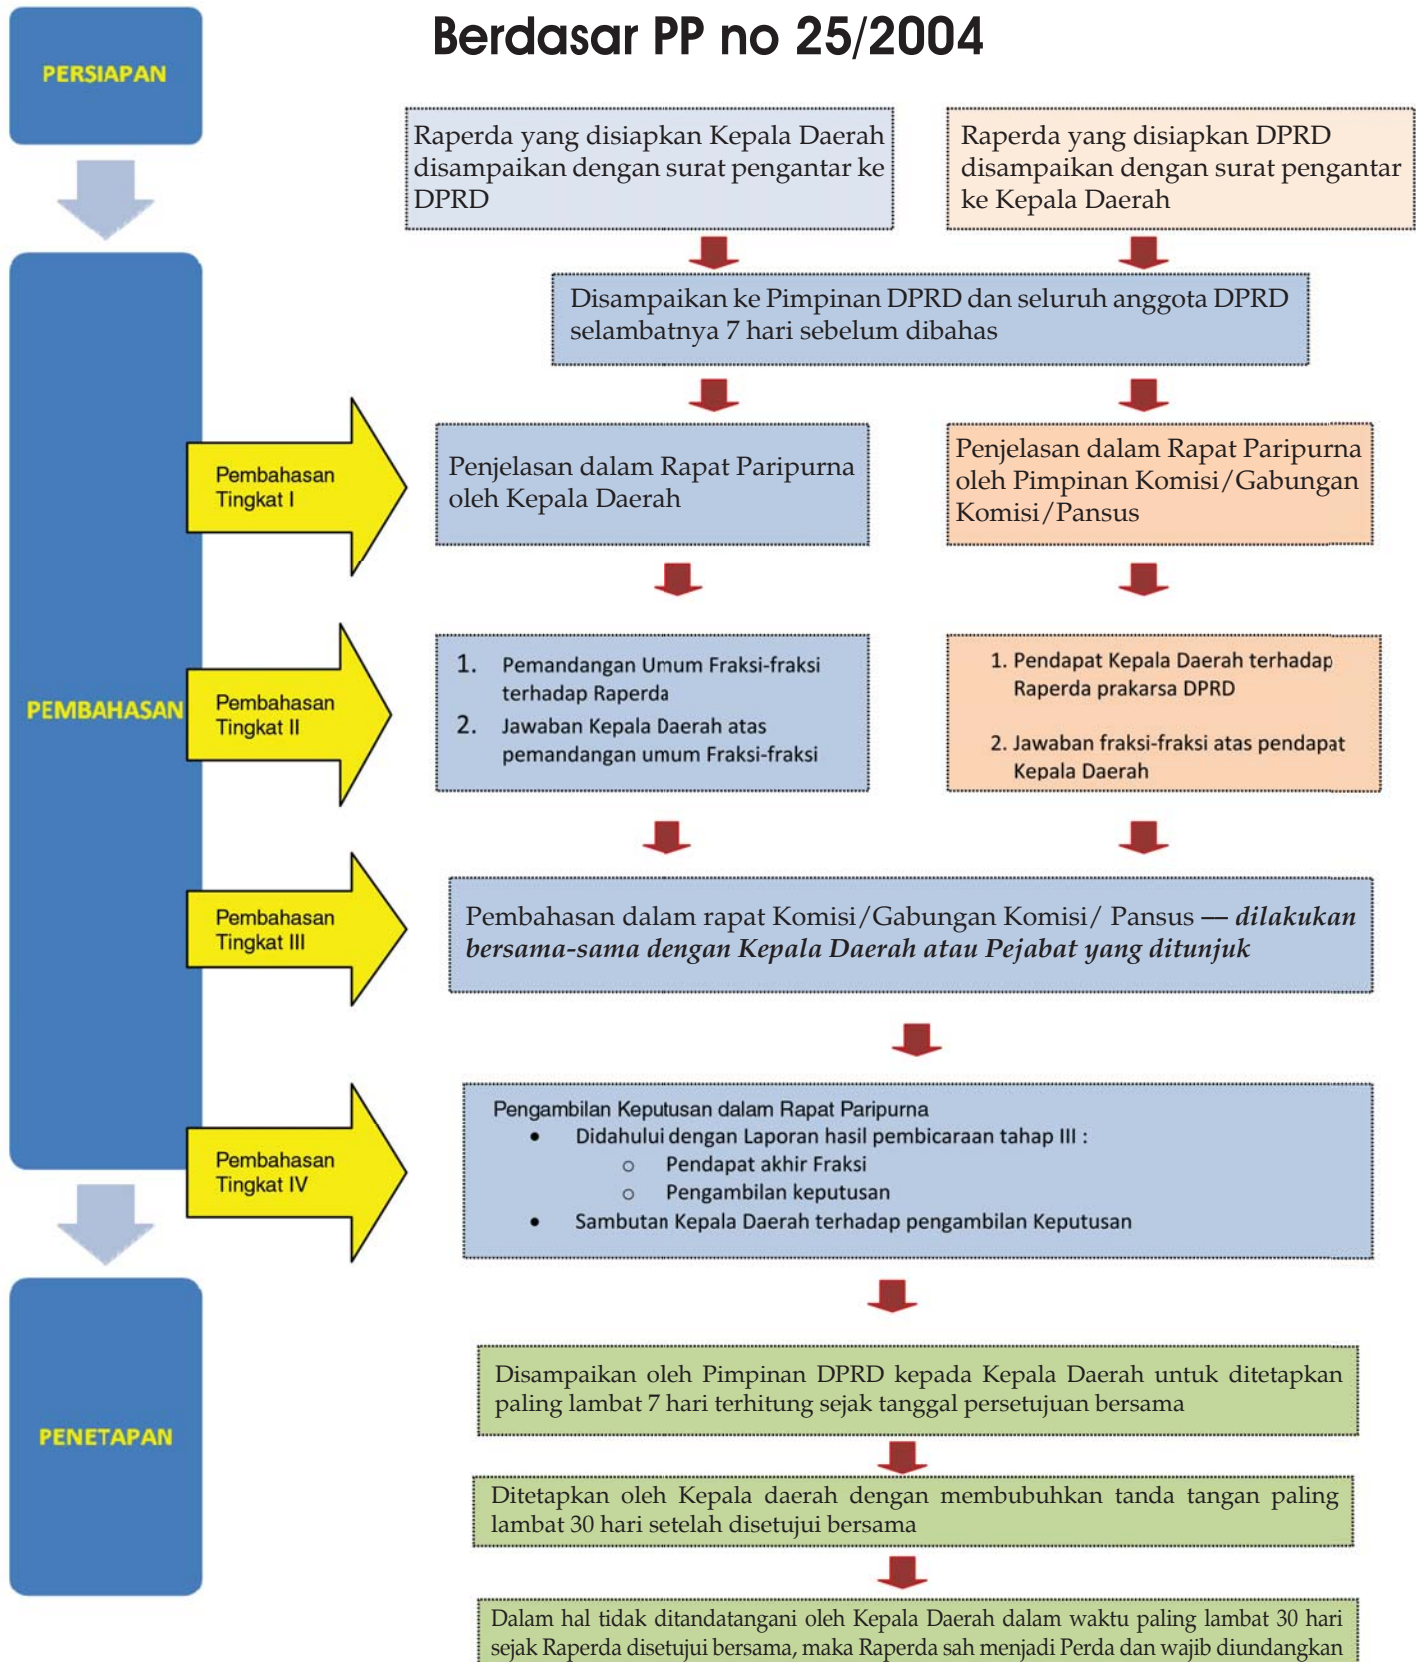 Berdasar PP no 25/2004
PERSIAPAN
Raperda yang disiapkan Kepala Daerah
disampaikan dengan surat pengantar ke
DPRD
Raperda yang disiapkan DPRD
disampaikan dengan surat pengantar
ke Kepala Daerah
Disampaikan ke Pimpinan DPRD dan seluruh anggota DPRD
selambatnya 7 hari sebelum dibahas
PEMBAHASAN
Pembahasan
Tingkat I
Penjelasan dalam Rapat Paripurna
oleh Kepala Daerah
Penjelasan dalam Rapat Paripurna
oleh Pimpinan Komisi/Gabungan
Komisi/Pansus
Pembahasan
Tingkat II
1. Pemandangan Umum Fraksi-fraksi
terhadap Raperda
2. Jawaban Kepala Daerah atas
pemandangan umum Fraksi-fraksi
1. Pendapat Kepala Daerah terhadap
Raperda prakarsa DPRD
2. Jawaban fraksi-fraksi atas pendapat
Kepala Daerah
Pembahasan
Tingkat III
Pembahasan dalam rapat Komisi/Gabungan Komisi/ Pansus — dilakukan
bersama-sama dengan Kepala Daerah atau Pejabat yang ditunjuk
Pembahasan
Tingkat IV
Pengambilan Keputusan dalam Rapat Paripurna
• Didahului dengan Laporan hasil pembicaraan tahap III :
o Pendapat akhir Fraksi
o Pengambilan keputusan
• Sambutan Kepala Daerah terhadap pengambilan Keputusan
PENETAPAN
Disampaikan oleh Pimpinan DPRD kepada Kepala Daerah untuk ditetapkan
paling lambat 7 hari terhitung sejak tanggal persetujuan bersama
Ditetapkan oleh Kepala daerah dengan membubuhkan tanda tangan paling
lambat 30 hari setelah disetujui bersama
Dalam hal tidak ditandatangani oleh Kepala Daerah dalam waktu paling lambat 30 hari
sejak Raperda disetujui bersama, maka Raperda sah menjadi Perda dan wajib diundangkan